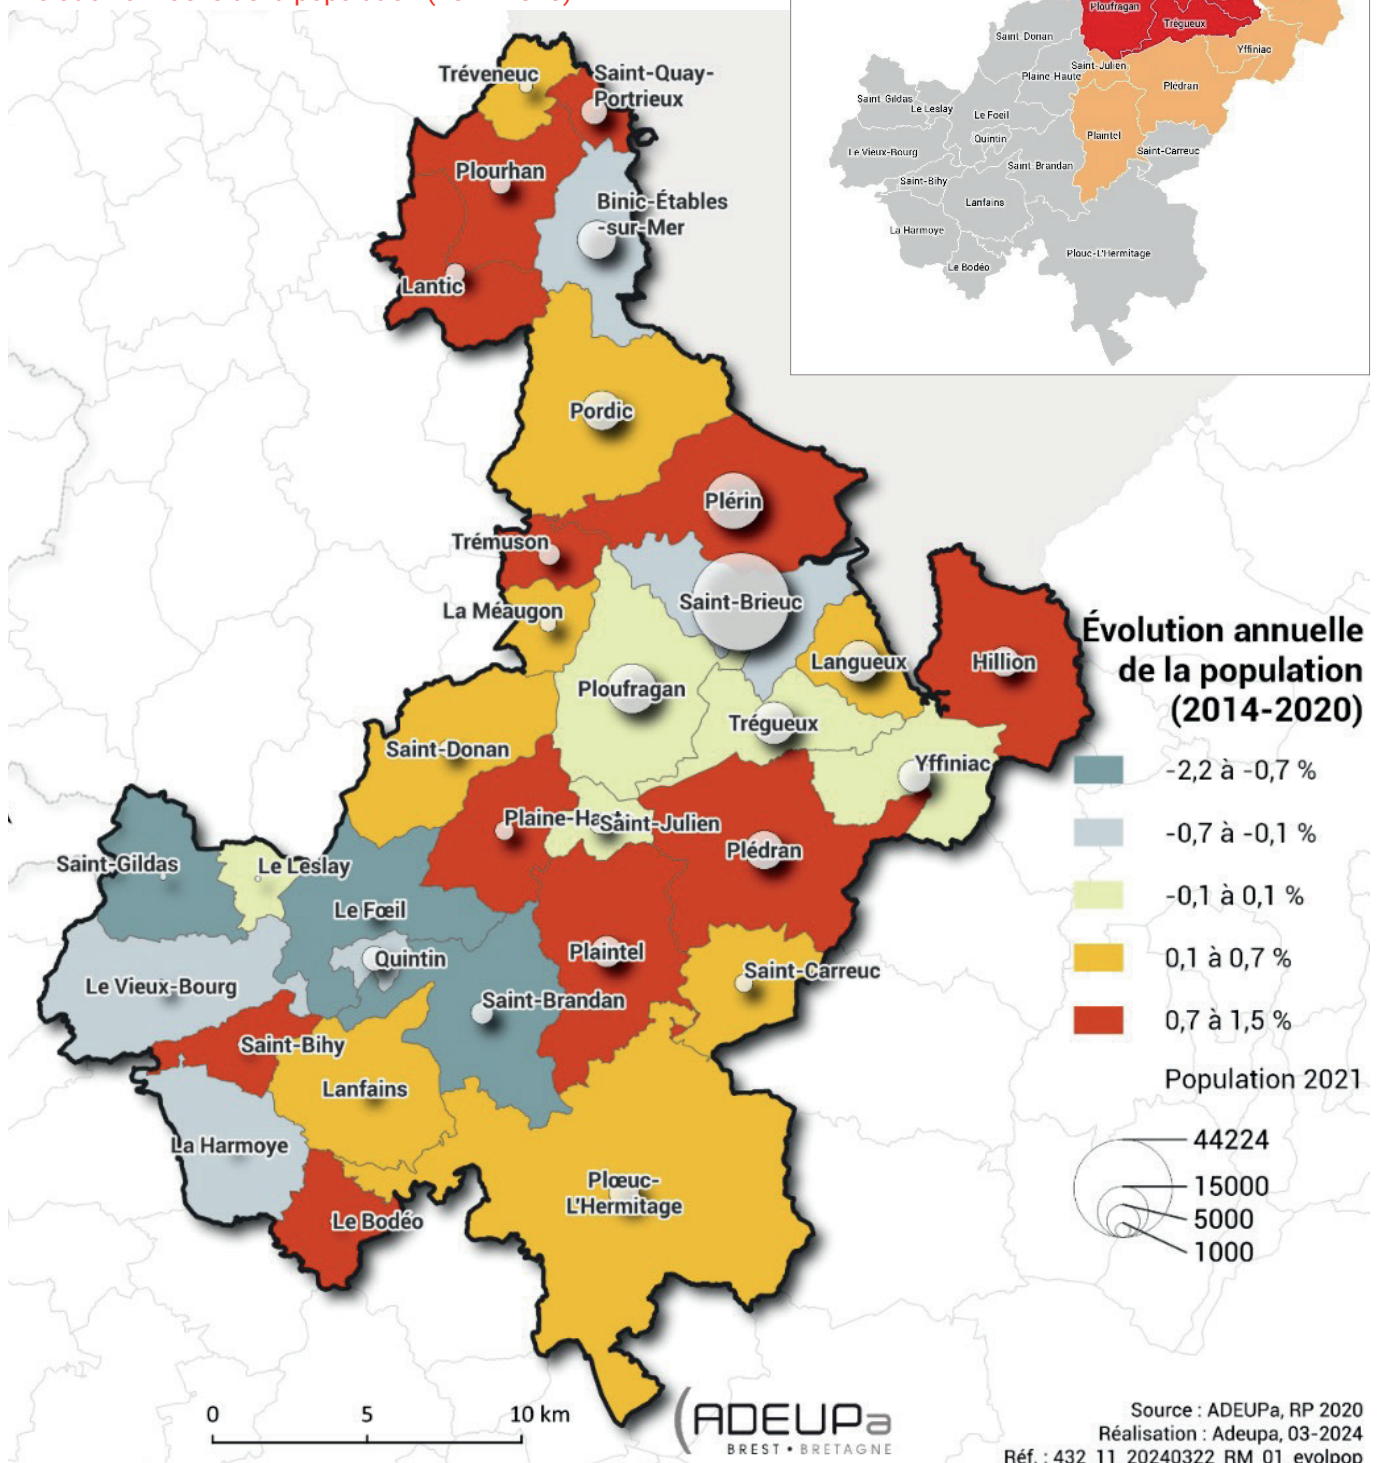 Tréveneuc
Saint-Quay-
Portrieux
Plourhan
Binic-Étables
-sur-Mer
Lantic
Pordic
Plérin
Trémuson
La Méaugon
Saint-Brieuc
Langueux
Hillion
Ploufragan
Trégueux
Saint-Donan
Yffiniac
Saint-Julien
Plédran
Saint-Gildas
Le Leslay
Le Fœil
Quintin
Plaintel
Saint-Carreuc
Le Vieux-Bourg
Saint-Brandan
Saint-Bihy
Lanfains
La Harmoye
Plœuc-
L'Hermitage
Le Bodéo
Ploufragan
Trégueux
Saint-Donan
Yffiniac
Saint-Julien
Plaine-Haute
Plédran
Saint-Gildas
Le Leslay
Le Foeil
Plaintel
Quintin
Le Vieux-Bourg
Saint-Carreuc
Saint-Brandan
Saint-Bihy
Lanfains
La Harmoye
Plouc-L'Hermitage
Le Bodéo
Évolution annuelle
de la population
(2014-2020)
-2,2 à -0,7 %
-0,7 à -0,1 %
-0,1 à 0,1 %
0,1 à 0,7 %
0,7 à 1,5 %
Population 2021
44224
15000
5000
1000
0 5 10 km
ADEUPa
BREST • BRETAGNE
Source : ADEUPa, RP 2020
Réalisation : Adeupa, 03-2024
Réf. : 432_11_20240322_RM_01_evolpop